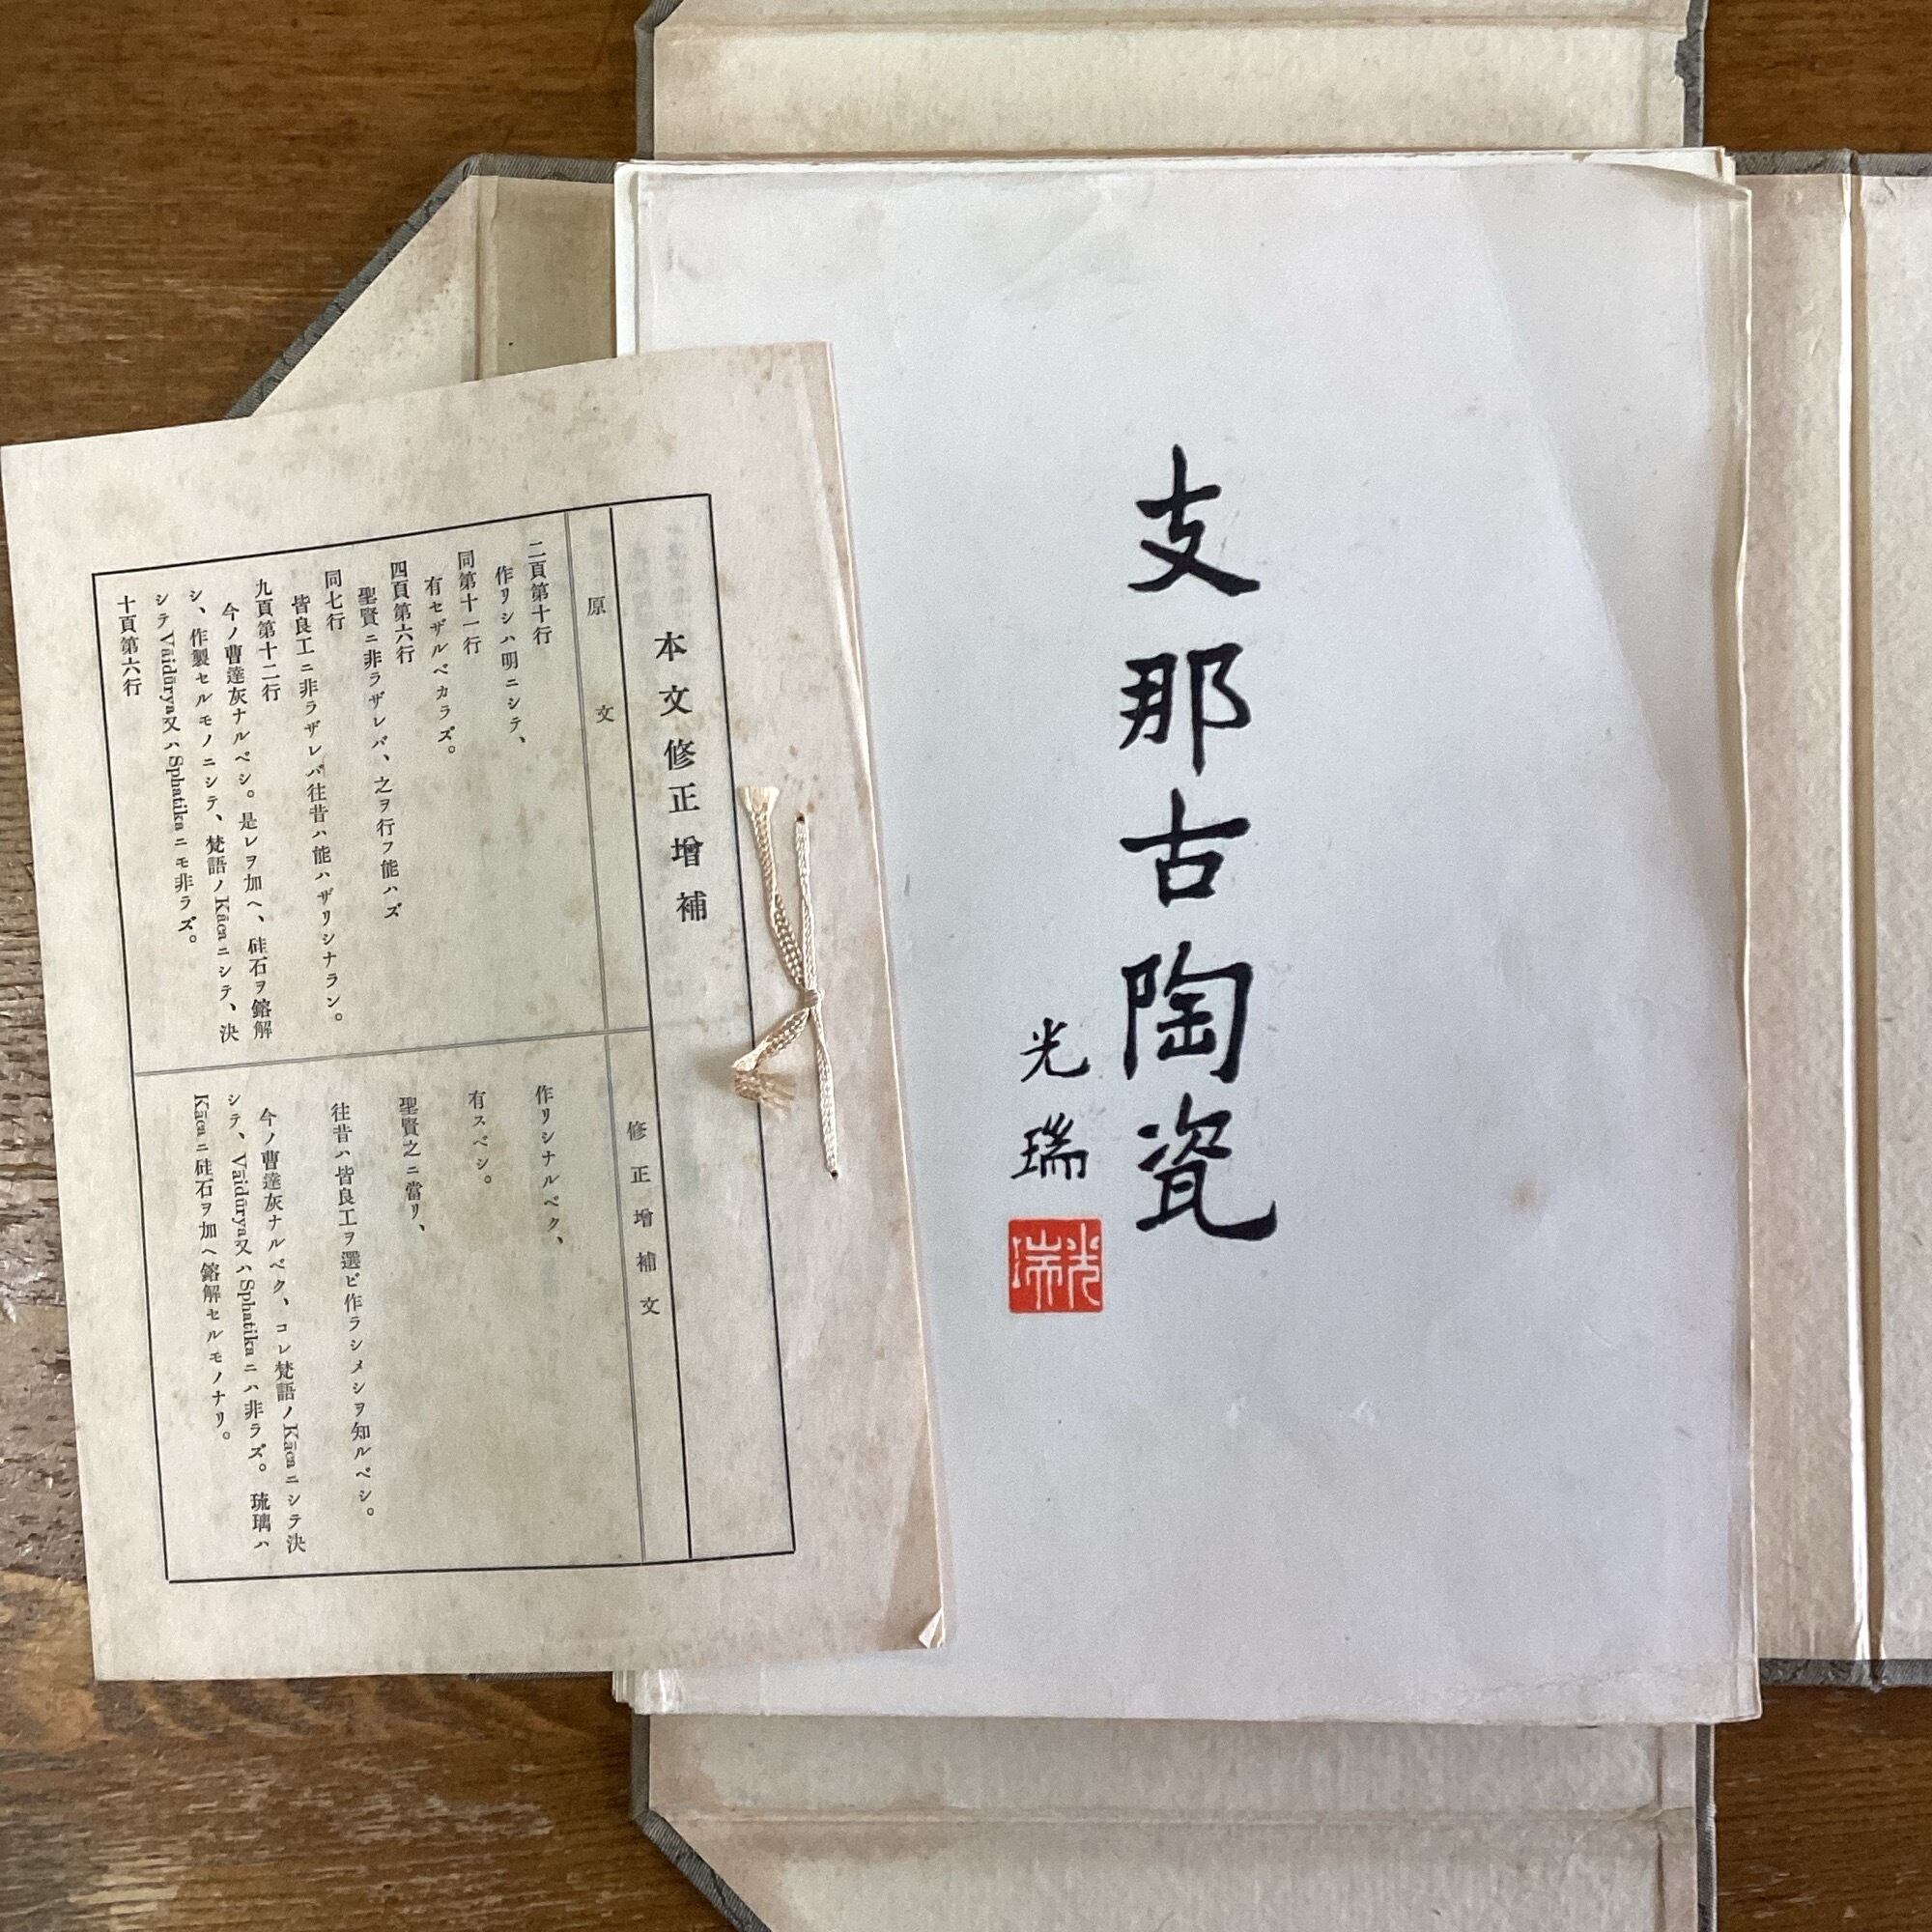 支那古陶瓷
光瑞
光瑞
本文修正增補
原文
二頁第十行
作リシハ明ニシテ、
同第十一行
有セザルベカラズ。
四頁第六行
聖賢ニ非ラザレバ、之ヲ行フ能ハズ
同七行
皆良工ニ非ラザレバ往昔ハ能ハザリシナラン。
九頁第十二行
今ノ曹達灰ナルベシ。是レヲ加ヘ、硅石ヲ鎔解
シ、作製セルモノニシテ、梵語ノKācaニシテ、決
シテVāidūrya又ハSphatikaニモ非ラズ。
十頁第六行
修正增補文
作リシナルベク、
有スベシ。
聖賢之ニ當リ、
往昔ハ皆良工ヲ選ビ作ラシメシヲ知ルベシ。
今ノ曹達灰ナルベク、コレ梵語ノKācaニシテ決
シテ、Vāidūrya又ハSphatikaニハ非ラズ。琉璃ハ
Kācaニ硅石ヲ加ヘ鎔解セルモノナリ。